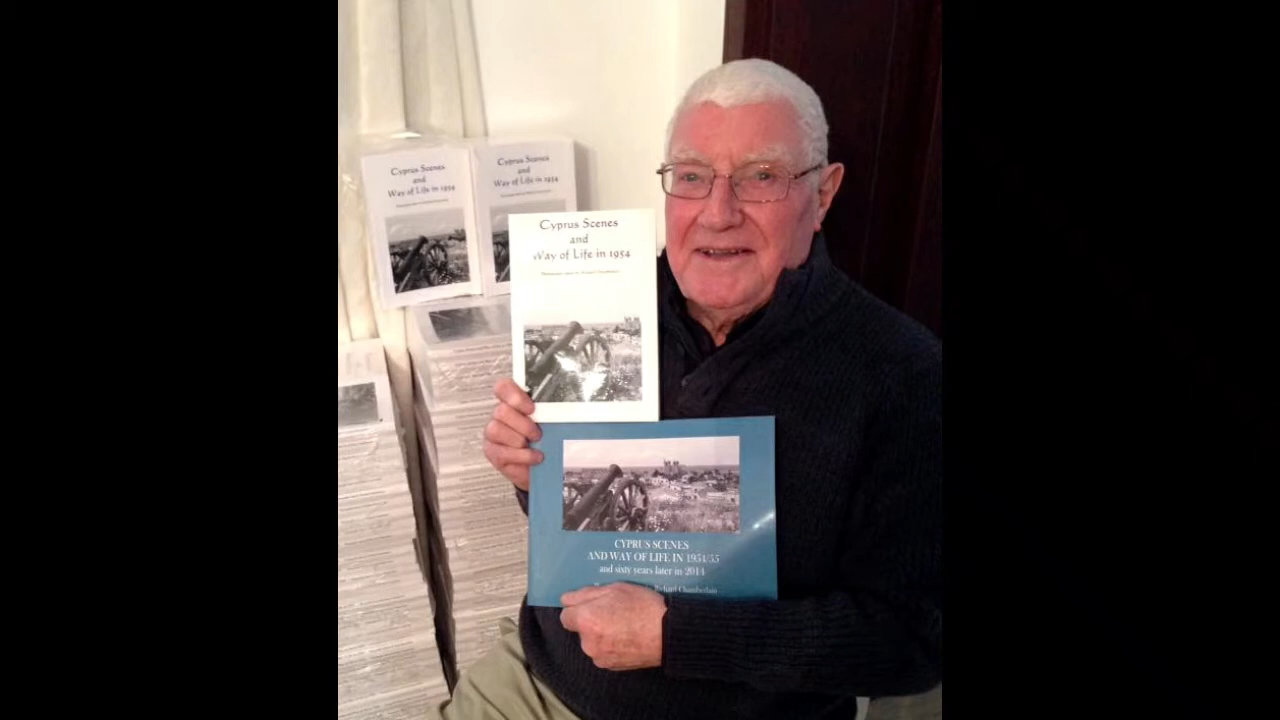 Cyprus Scenes
and
Way of Life in 1954
Cyprus Scenes
and
Way of Life in 1954
Cyprus Scenes
and
Way of Life in 1954
CYPRUS SCENES
AND WAY OF LIFE IN 1954/55
and sixty years later in 2014
Richard Chamberlain